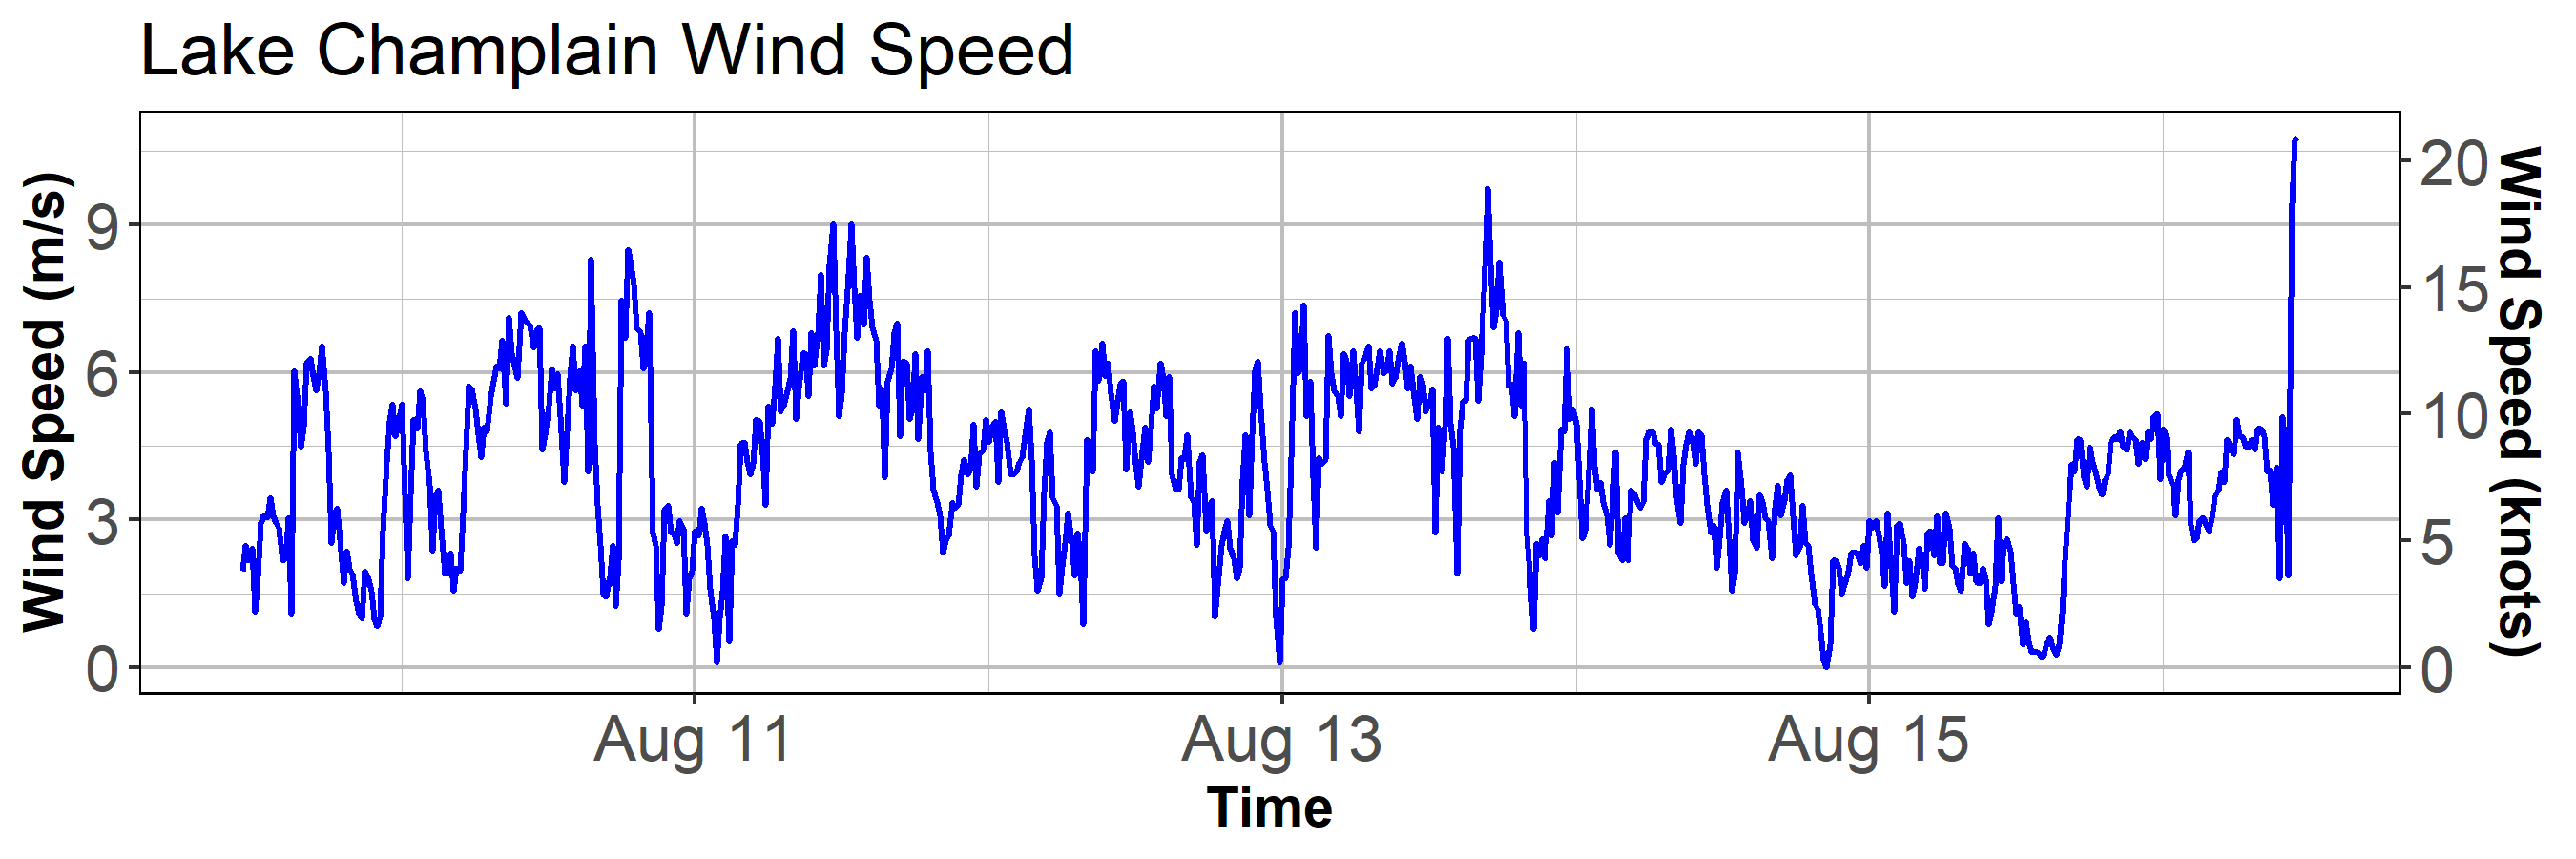 Lake Champlain Wind Speed
Wind Speed (m/s)
9
6
3
0
20
15
10
5
0
Wind Speed (knots)
Aug 11
Aug 13
Aug 15
Time